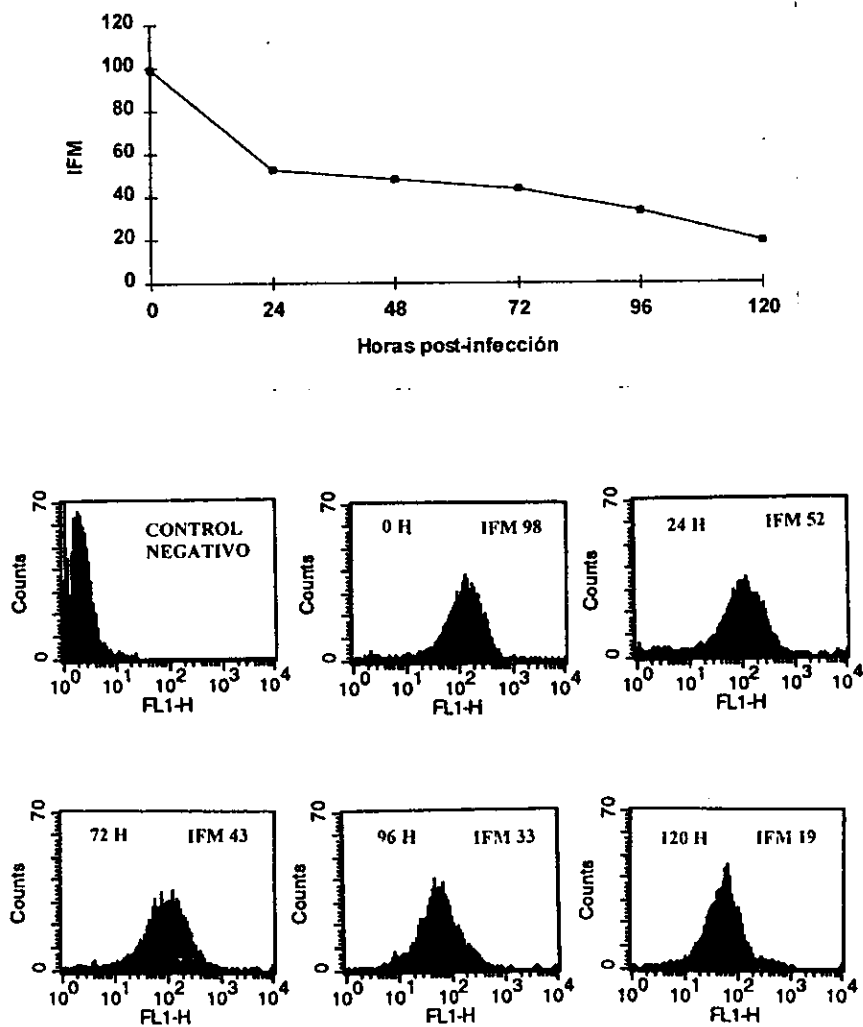 120
100
80
60
40
20
0
IFM
0 24 48 72 96 120
Horas post-infección
70
Counts
0
CONTROL
NEGATIVO
10^0 10^1 10^2 10^3 10^4
FL1-H
70
Counts
0
0 H IFM 98
10^0 10^1 10^2 10^3 10^4
FL1-H
70
Counts
0
24 H IFM 52
10^0 10^1 10^2 10^3 10^4
FL1-H
70
Counts
0
72 H IFM 43
10^0 10^1 10^2 10^3 10^4
FL1-H
70
Counts
0
96 H IFM 33
10^0 10^1 10^2 10^3 10^4
FL1-H
70
Counts
0
120 H IFM 19
10^0 10^1 10^2 10^3 10^4
FL1-H